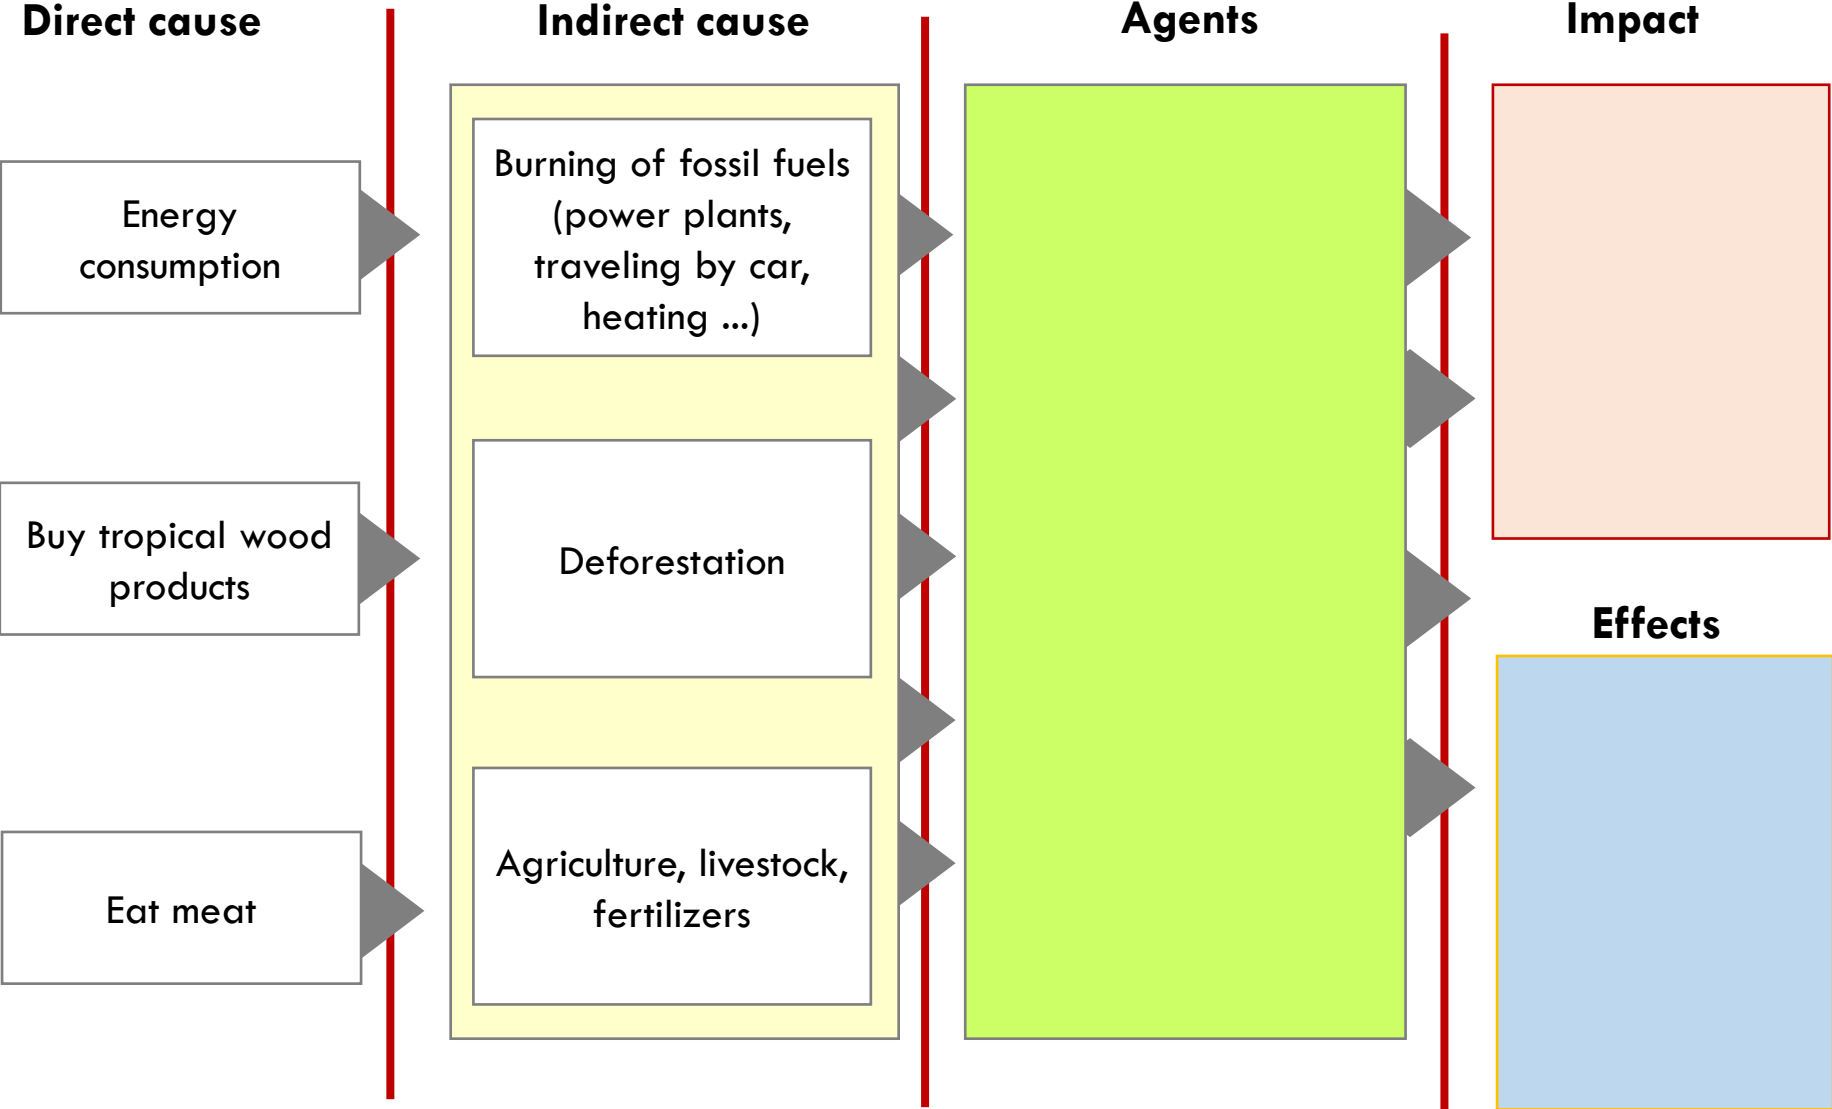 Direct cause
Indirect cause
Agents
Impact
Energy
consumption
Burning of fossil fuels
(power plants,
traveling by car,
heating ...)
Buy tropical wood
products
Deforestation
Effects
Eat meat
Agriculture, livestock,
fertilizers